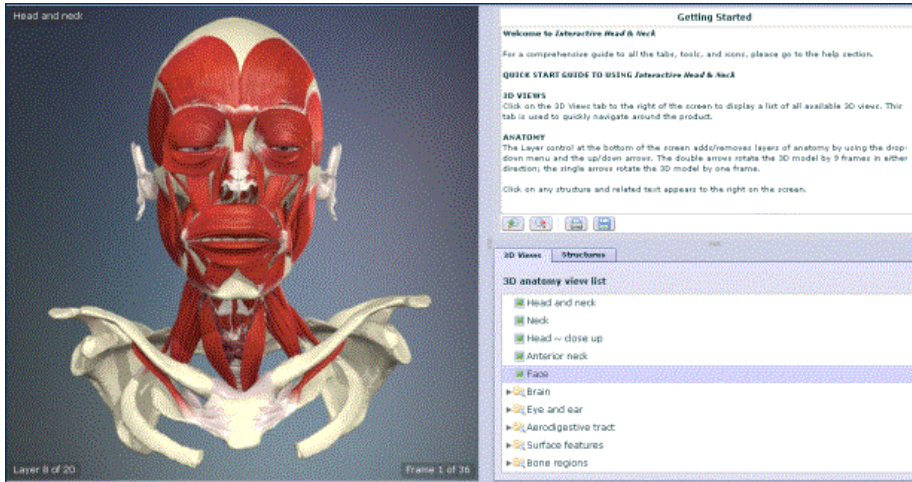 Head and neck
Layer 8 of 20
Frame 1 of 36
Getting Started
Welcome to Interactive Head & Neck
For a comprehensive guide to all the tabs, tools, and icons, please go to the help section.
QUICK START GUIDE TO USING Interactive Head & Neck
3D VIEWS
Click on the 3D Views tab to the right of the screen to display a list of all available 3D views. This
tab is used to quickly navigate around the product.
ANATOMY
The Layer control at the bottom of the screen adds/removes layers of anatomy by using the drop-
down menu and the up/down arrows. The double arrows rotate the 3D model by 9 frames in either
direction; the single arrows rotate the 3D model by one frame.
Click on any structure and related text appears to the right on the screen.
3D Views
Structures
3D anatomy view list
Head and neck
Neck
Head ~ close up
Anterior neck
Face
Brain
Eye and ear
Aerodigestive tract
Surface features
Bone regions